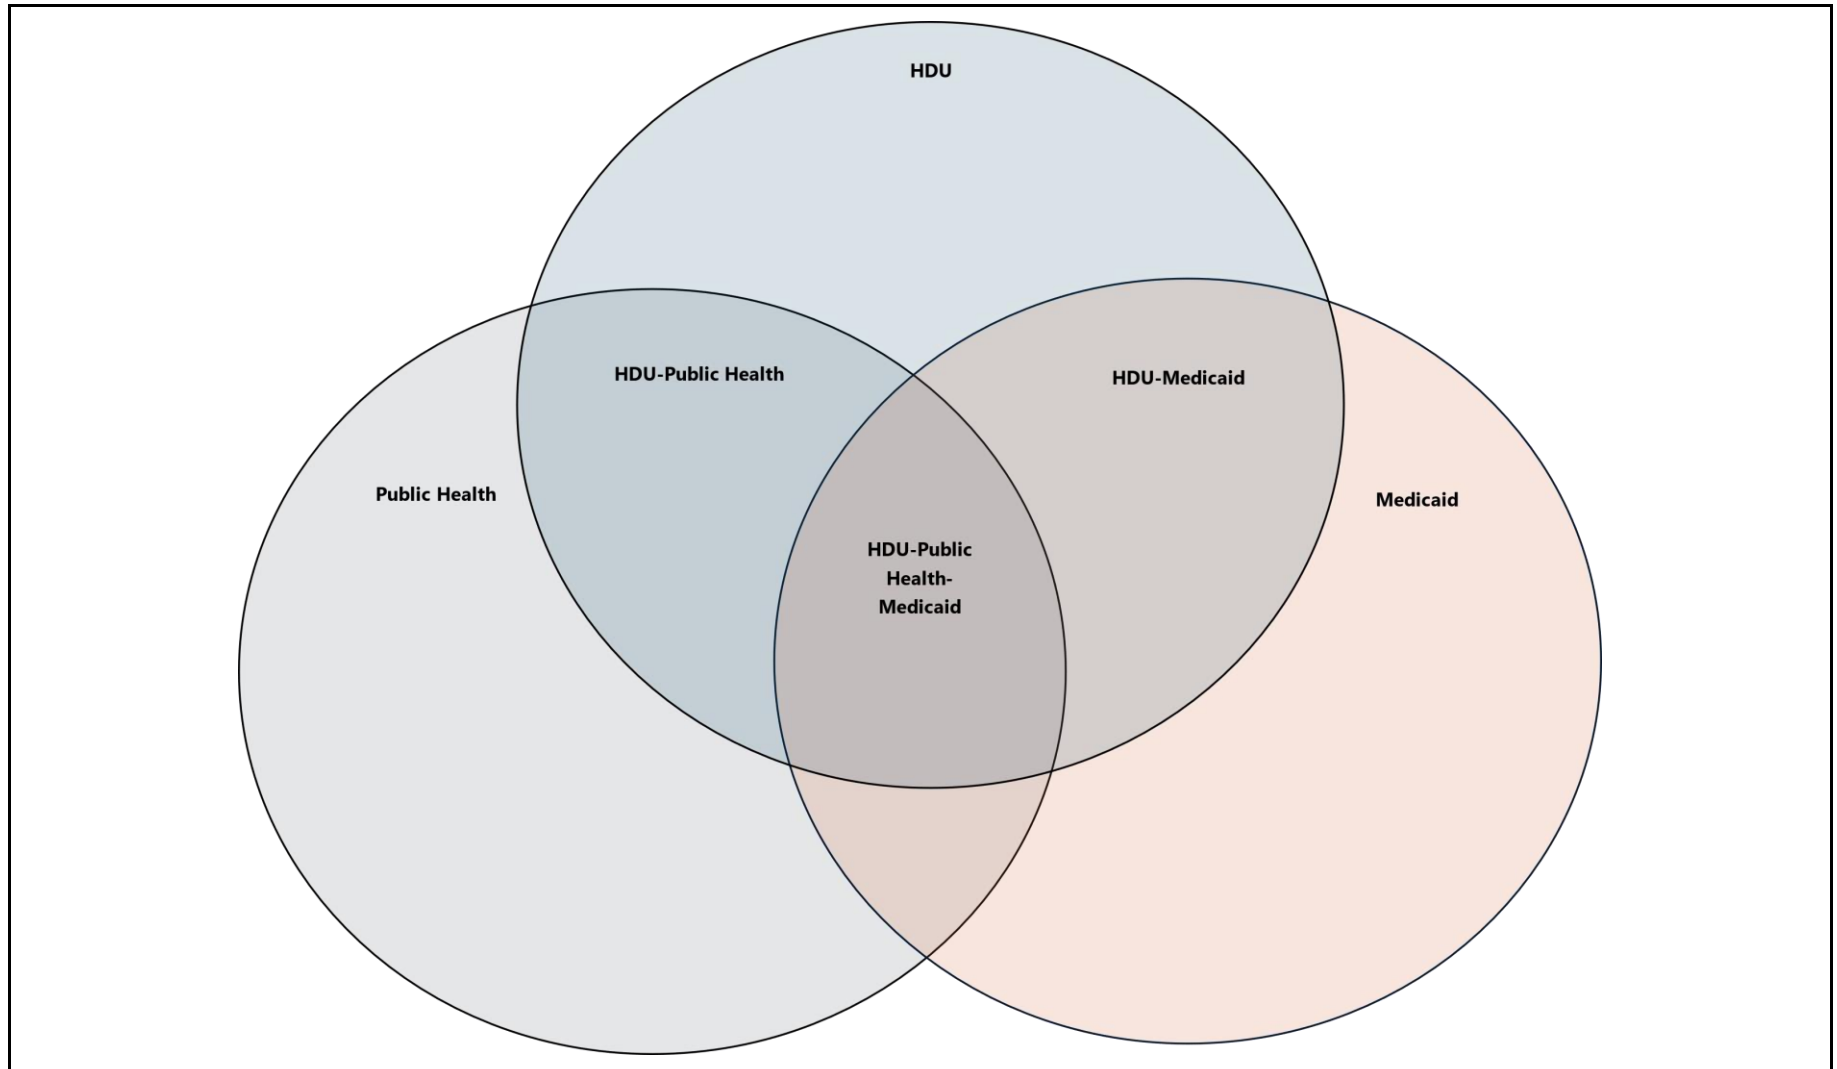 HDU
HDU-Public Health
HDU-Medicaid
Public Health
Medicaid
HDU-Public
Health-
Medicaid